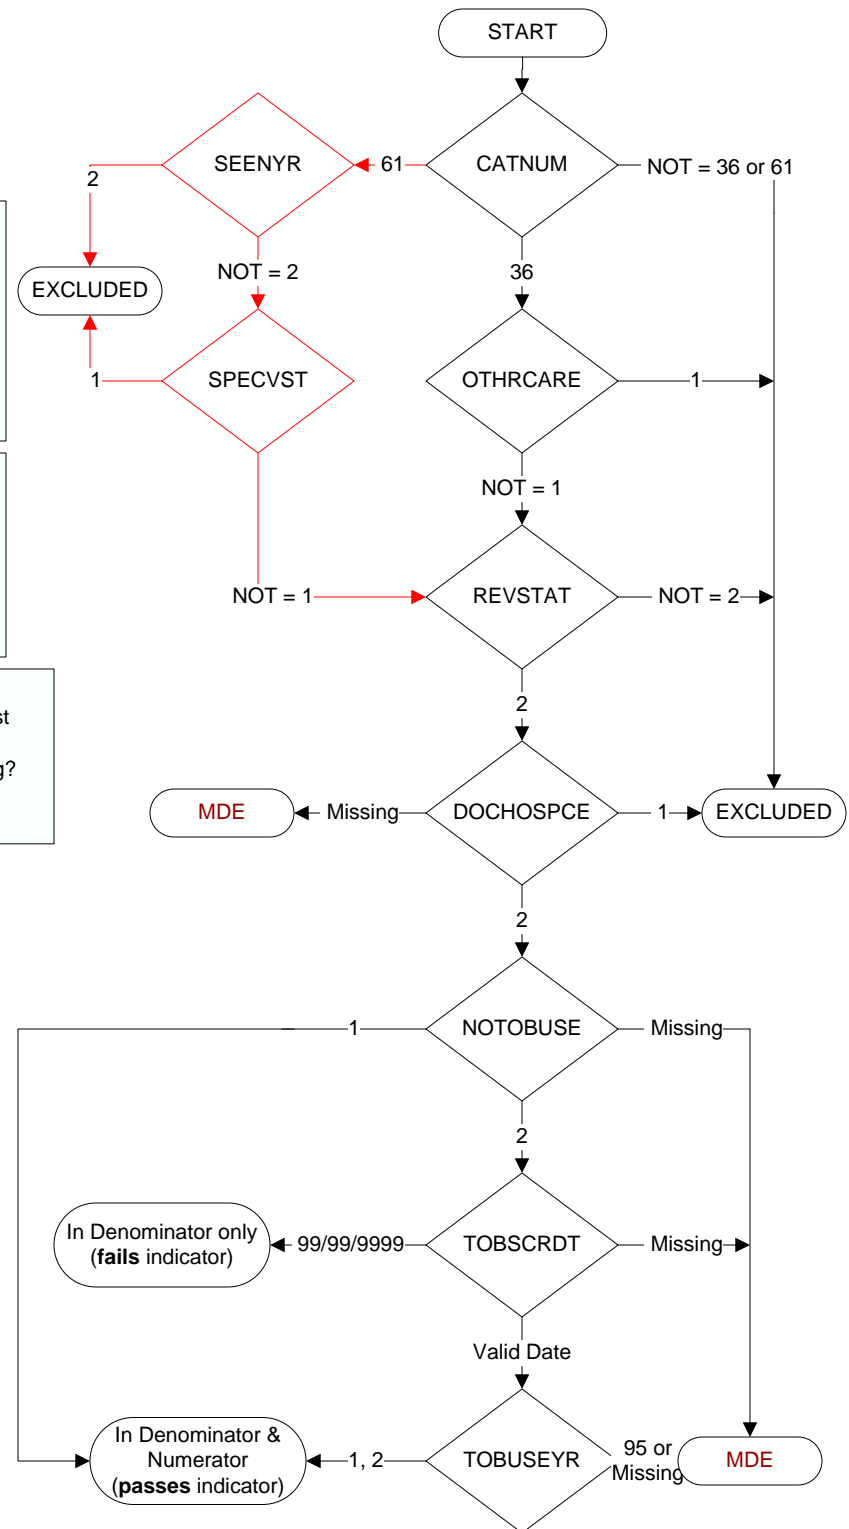 START
SEENYR
61
CATNUM
NOT = 36 or 61
2
NOT = 2
36
EXCLUDED
SPECVST
OTHRCARE
1
1
NOT = 1
NOT = 1
REVSTAT
NOT = 2
2
MDE
Missing
DOCHOSPCE
1
EXCLUDED
2
1
NOTOBUSE
Missing
2
In Denominator only
(fails indicator)
99/99/9999
TOBSCRDT
Missing
Valid Date
In Denominator &
Numerator
(passes indicator)
1, 2
TOBUSEYR
95 or
Missing
MDE